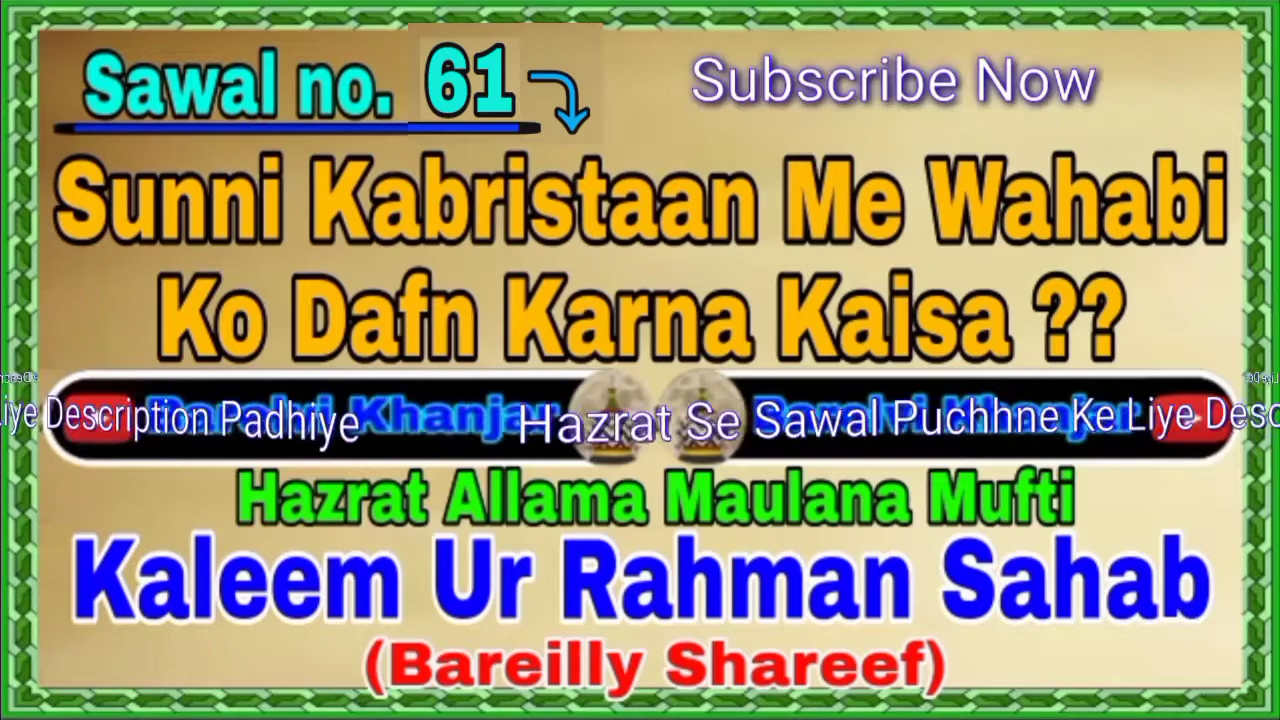 Sawal no. 61
Subscribe Now
Sunni Kabristaan Me Wahabi
Ko Dafn Karna Kaisa ??
Liye Description Padhiye
Hazrat Se Sawal Puchhne Ke Liye Desc
Hazrat Allama Maulana Mufti
Kaleem Ur Rahman Sahab
(Bareilly Shareef)